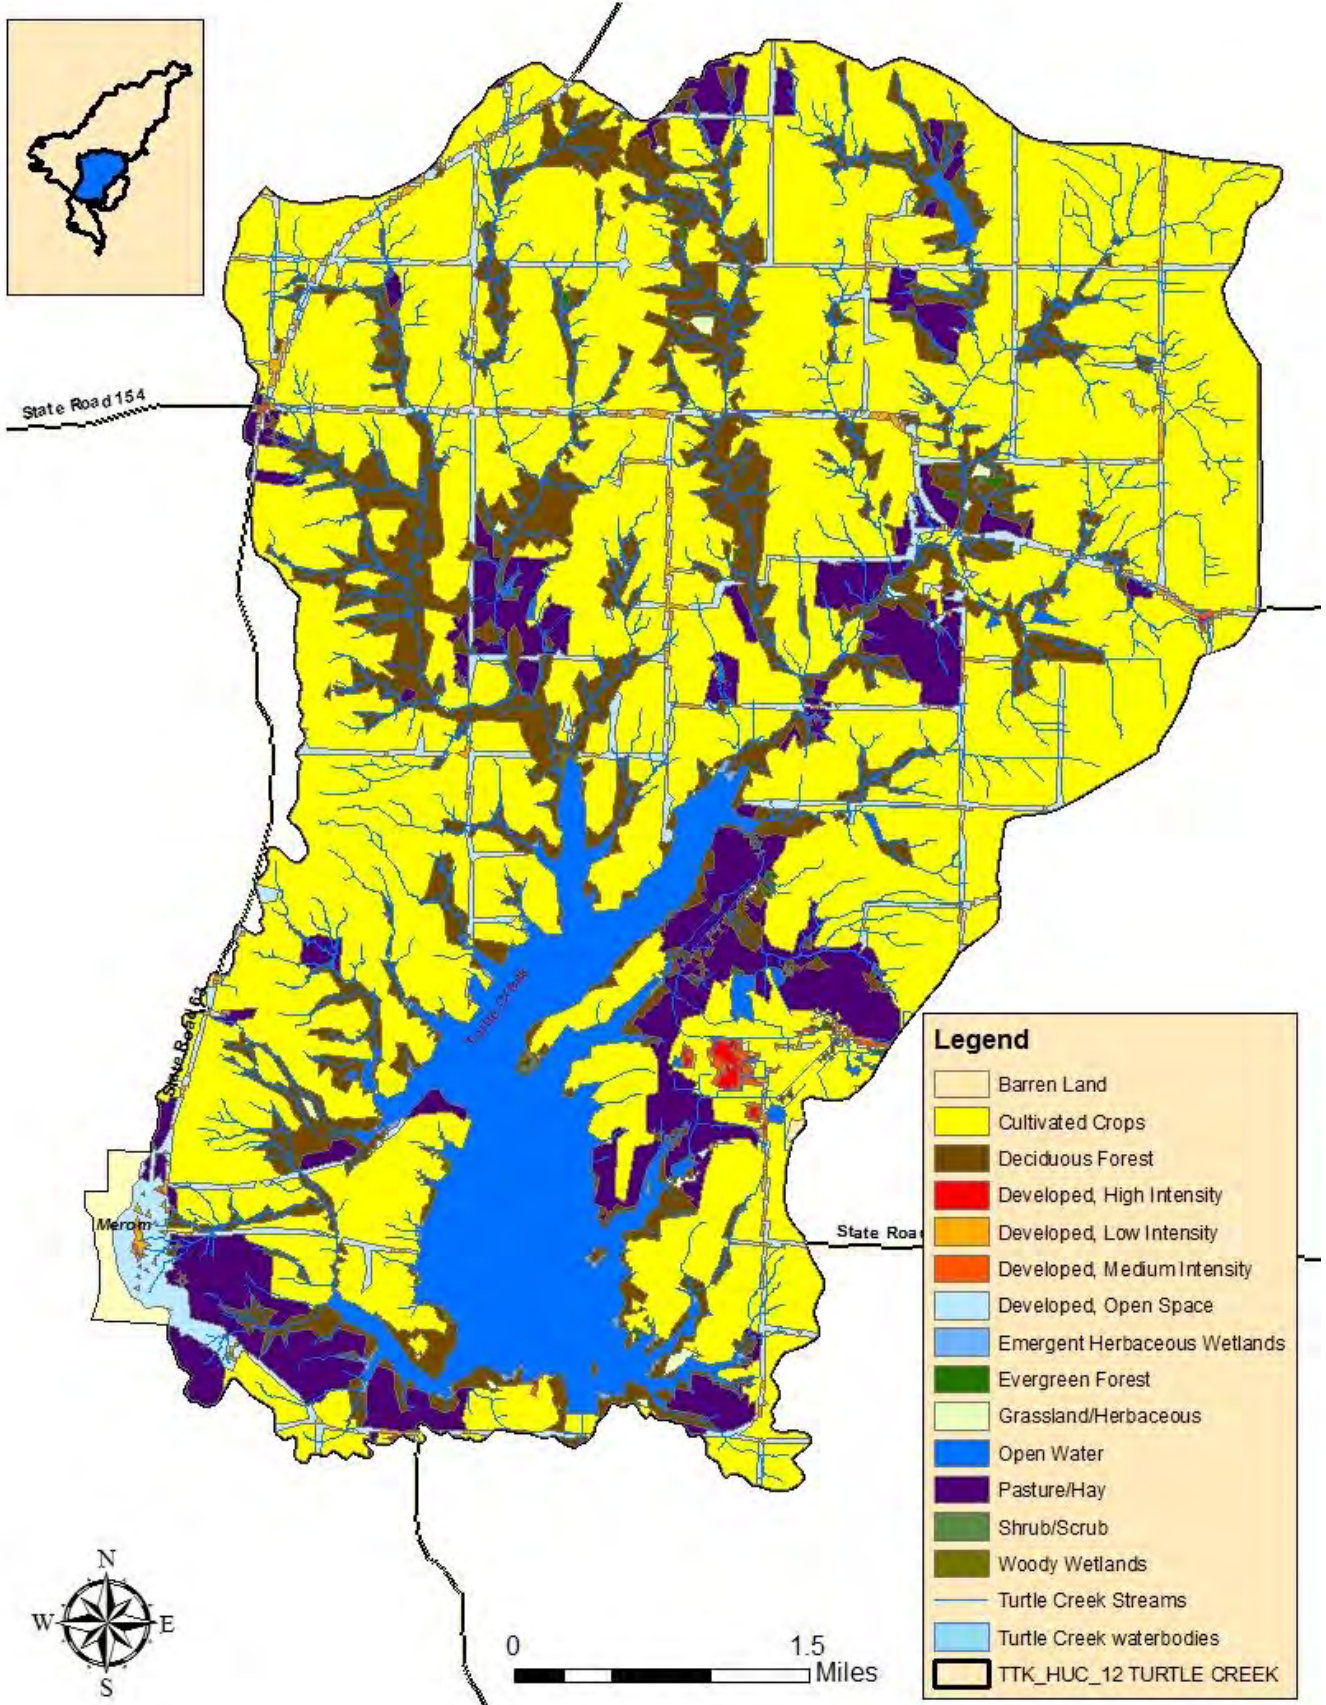 State Road 154
Turtle Creek
State Road 63
Merom
State Roa
Legend
Barren Land
Cultivated Crops
Deciduous Forest
Developed, High Intensity
Developed, Low Intensity
Developed, Medium Intensity
Developed, Open Space
Emergent Herbaceous Wetlands
Evergreen Forest
Grassland/Herbaceous
Open Water
Pasture/Hay
Shrub/Scrub
Woody Wetlands
Turtle Creek Streams
Turtle Creek waterbodies
TTK_HUC_12 TURTLE CREEK
N
W E
S
0 1.5
Miles